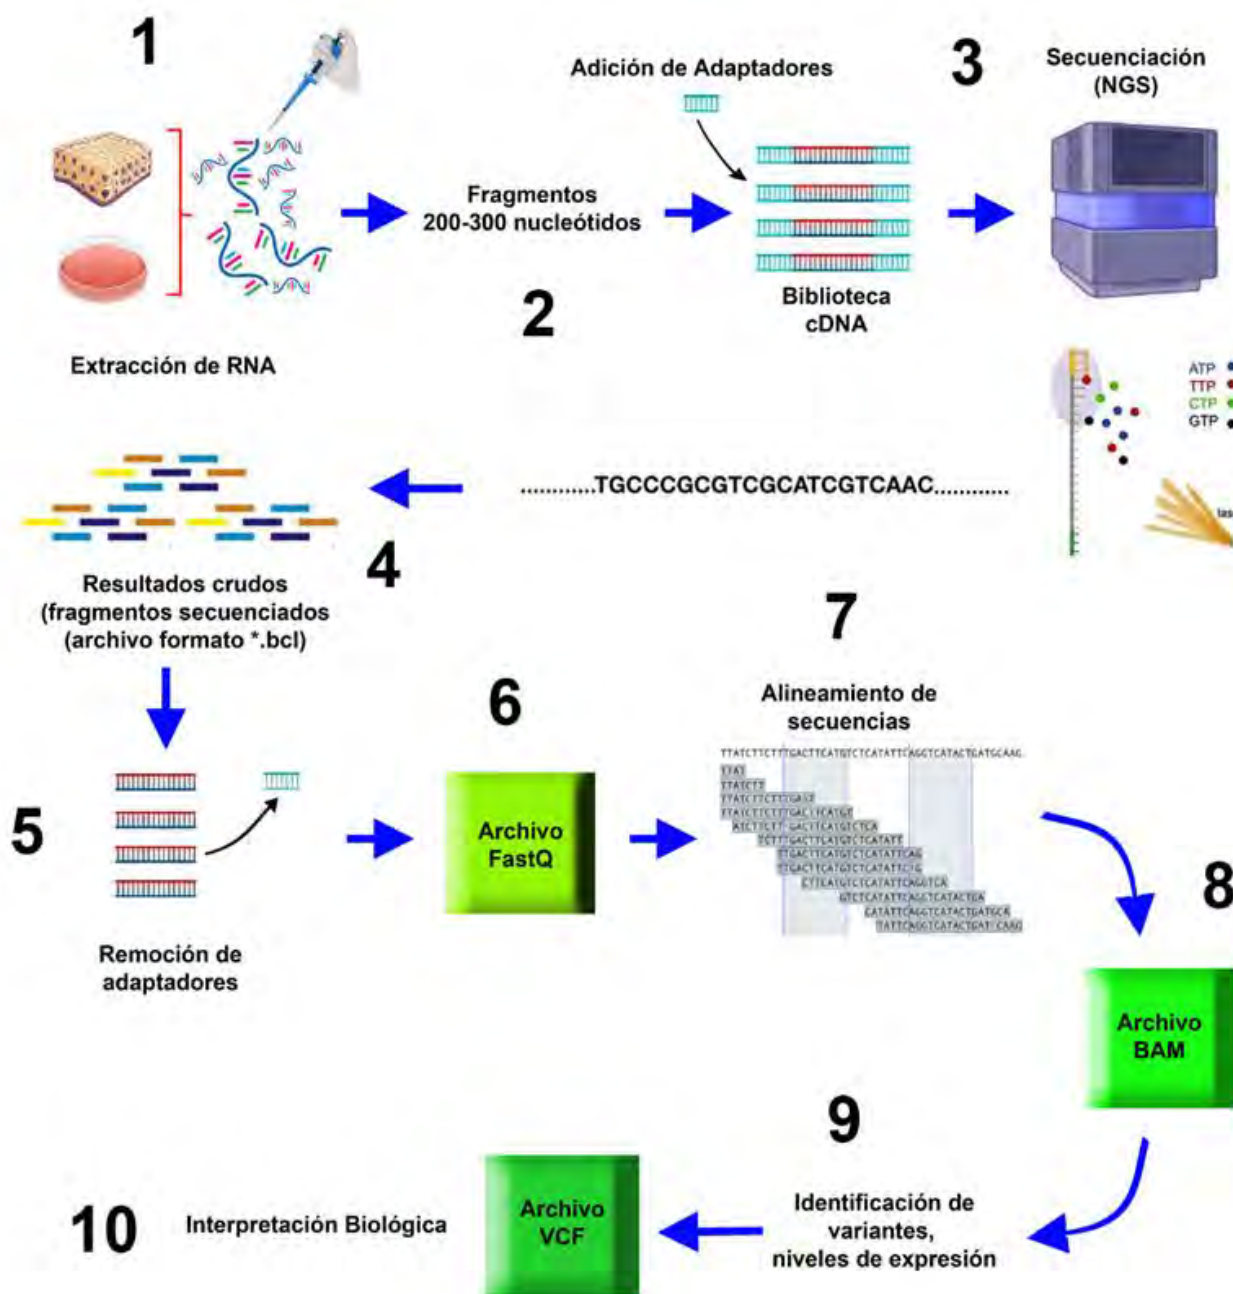 1
Extracción de RNA
Fragmentos
200-300 nucleótidos
2
Adición de Adaptadores
Biblioteca
cDNA
3
Secuenciación
(NGS)
ATP
TTP
CTP
GTP
..........TGCCCGCGTCGCATCGTCAAC...........
4
Resultados crudos
(fragmentos secuenciados
(archivo formato *.bcl)
5
Remoción de
adaptadores
6
Archivo
FastQ
7
Alineamiento de
secuencias
TTATCTTCTTTGACTTCATGTCTCATATTCAGGTCATACTGATGCAAG
8
Archivo
BAM
9
Identificación de
variantes,
niveles de expresión
Archivo
VCF
10
Interpretación Biológica